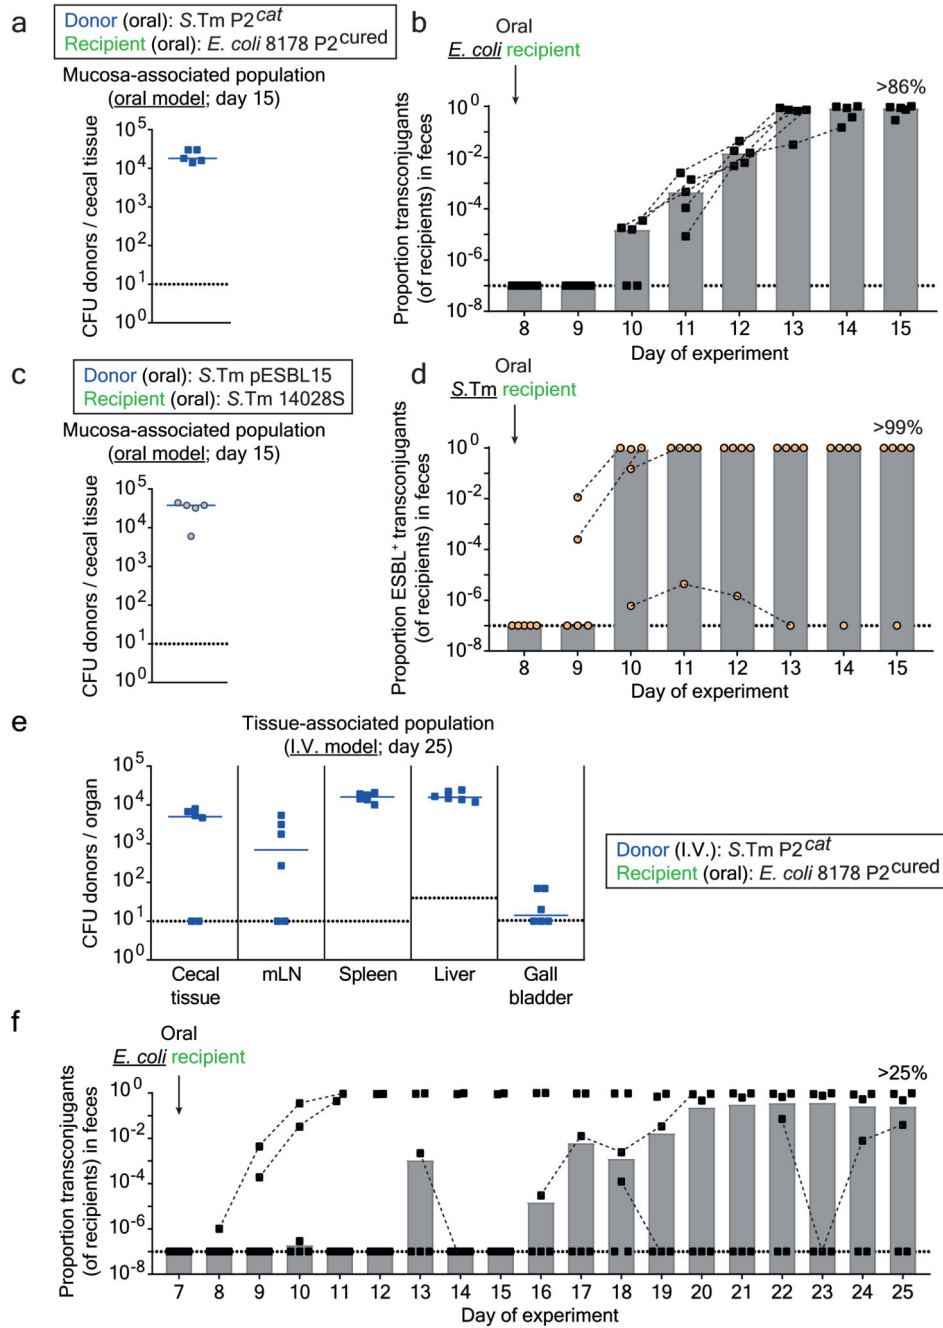 a
Donor (oral): S.Tm P2cat
Recipient (oral): E. coli 8178 P2cured
Mucosa-associated population
(oral model; day 15)
CFU donors / cecal tissue
10^5
10^4
10^3
10^2
10^1
10^0
b
Oral
E. coli recipient
>86%
Proportion transconjugants
(of recipients) in feces
10^0
10^-2
10^-4
10^-6
10^-8
8 9 10 11 12 13 14 15
Day of experiment
c
Donor (oral): S.Tm pESBL15
Recipient (oral): S.Tm 14028S
Mucosa-associated population
(oral model; day 15)
CFU donors / cecal tissue
10^5
10^4
10^3
10^2
10^1
10^0
d
Oral
S.Tm recipient
>99%
Proportion ESBL+ transconjugants
(of recipients) in feces
10^0
10^-2
10^-4
10^-6
10^-8
8 9 10 11 12 13 14 15
Day of experiment
e
Tissue-associated population
(I.V. model; day 25)
CFU donors / organ
10^5
10^4
10^3
10^2
10^1
10^0
Cecal tissue
mLN
Spleen
Liver
Gall bladder
Donor (I.V.): S.Tm P2cat
Recipient (oral): E. coli 8178 P2cured
f
Oral
E. coli recipient
>25%
Proportion transconjugants
(of recipients) in feces
10^0
10^-2
10^-4
10^-6
10^-8
7 8 9 10 11 12 13 14 15 16 17 18 19 20 21 22 23 24 25
Day of experiment